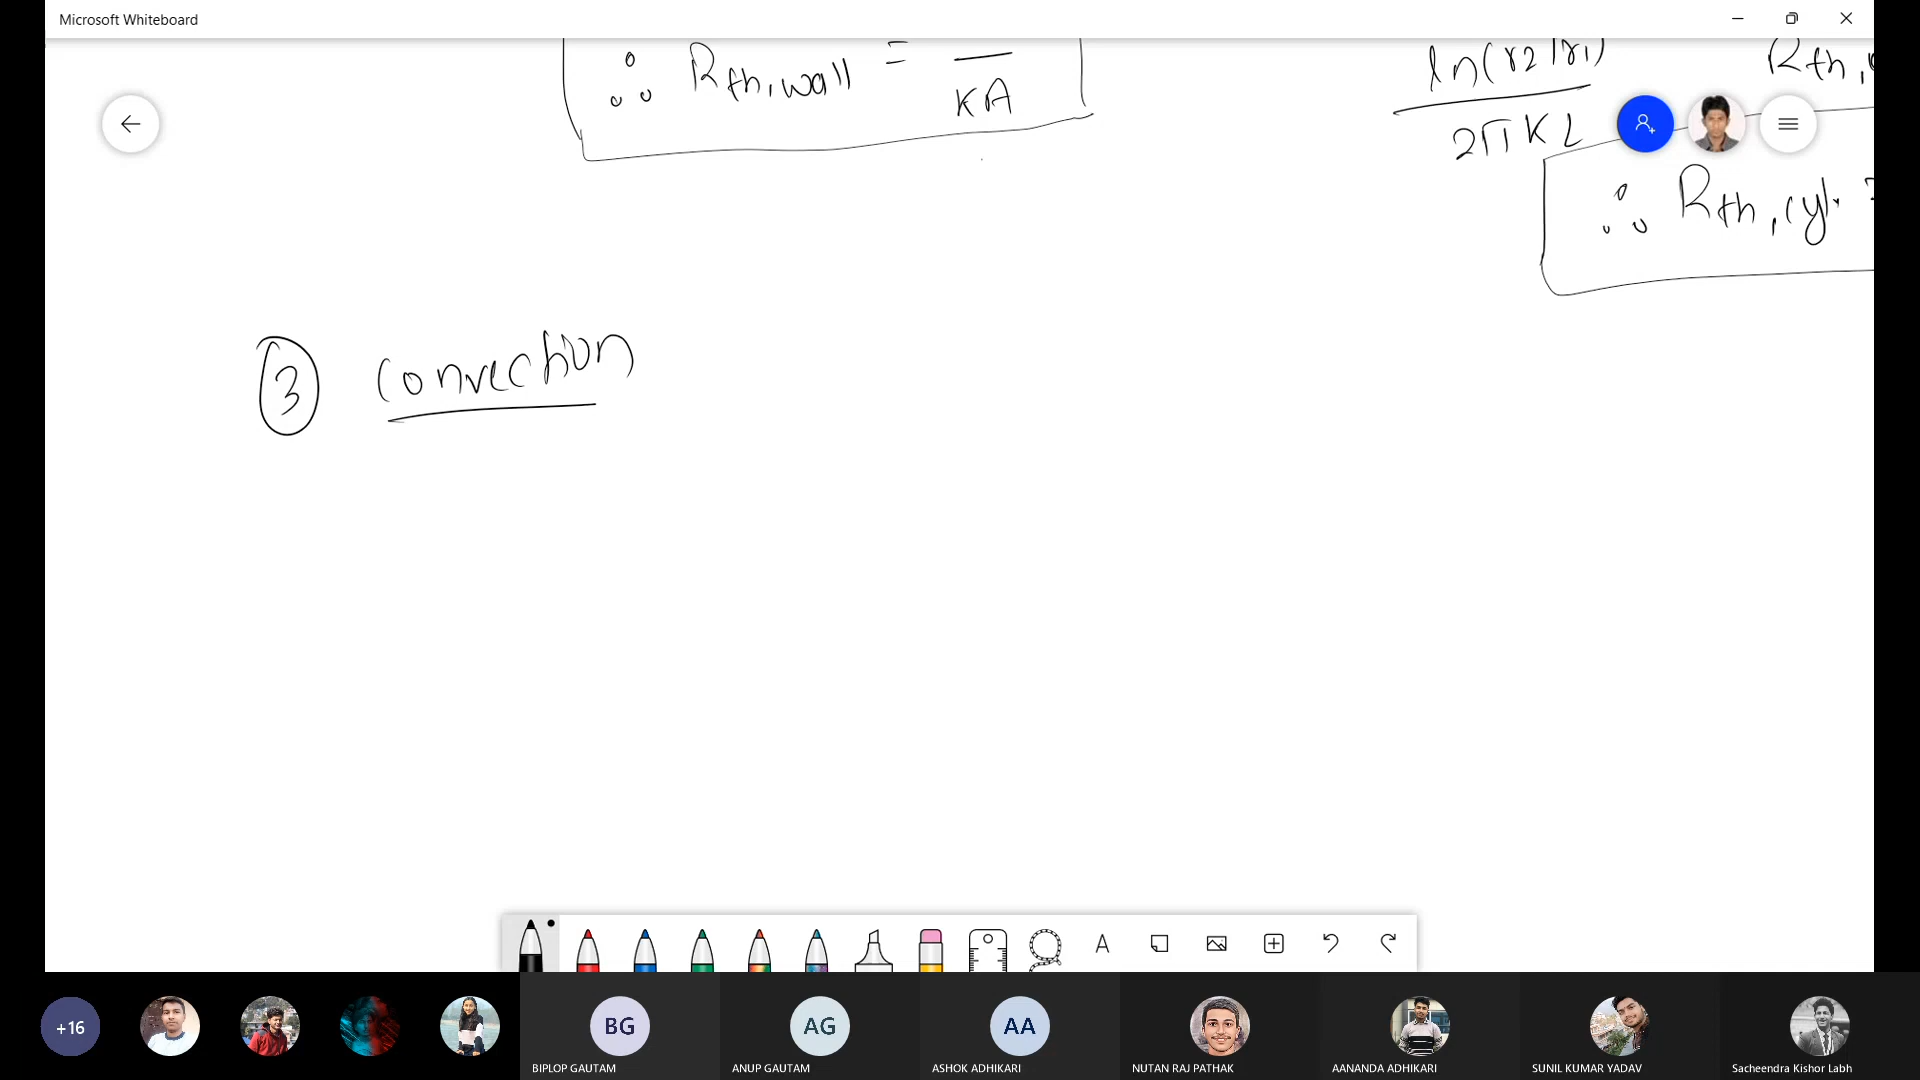 Microsoft Whiteboard
∴ Rth,wall = — / KA
ln(r2/r1)
2π K L
Rth,
∴ Rth,cyl. =
③ convection
A
+16
BG
AG
AA
BIPLOP GAUTAM
ANUP GAUTAM
ASHOK ADHIKARI
NUTAN RAJ PATHAK
AANANDA ADHIKARI
SUNIL KUMAR YADAV
Sacheendra Kishor Labh